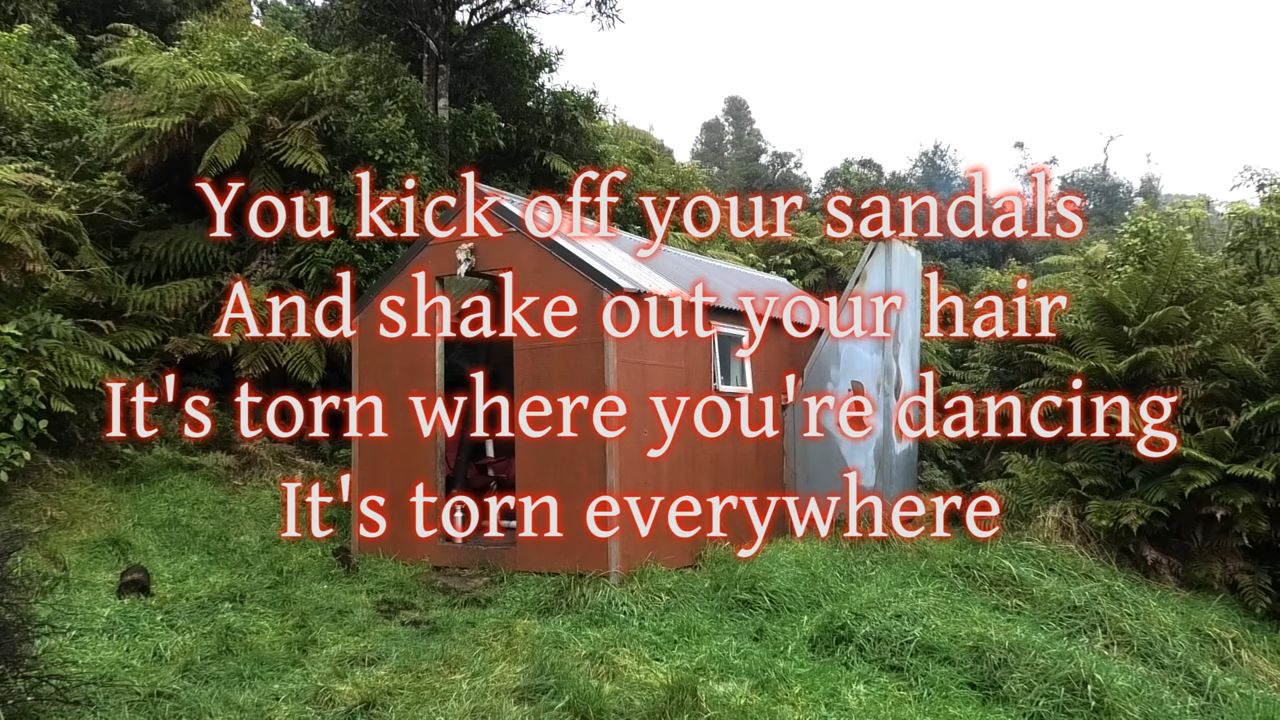 You kick off your sandals
And shake out your hair
It's torn where you're dancing
It's torn everywhere